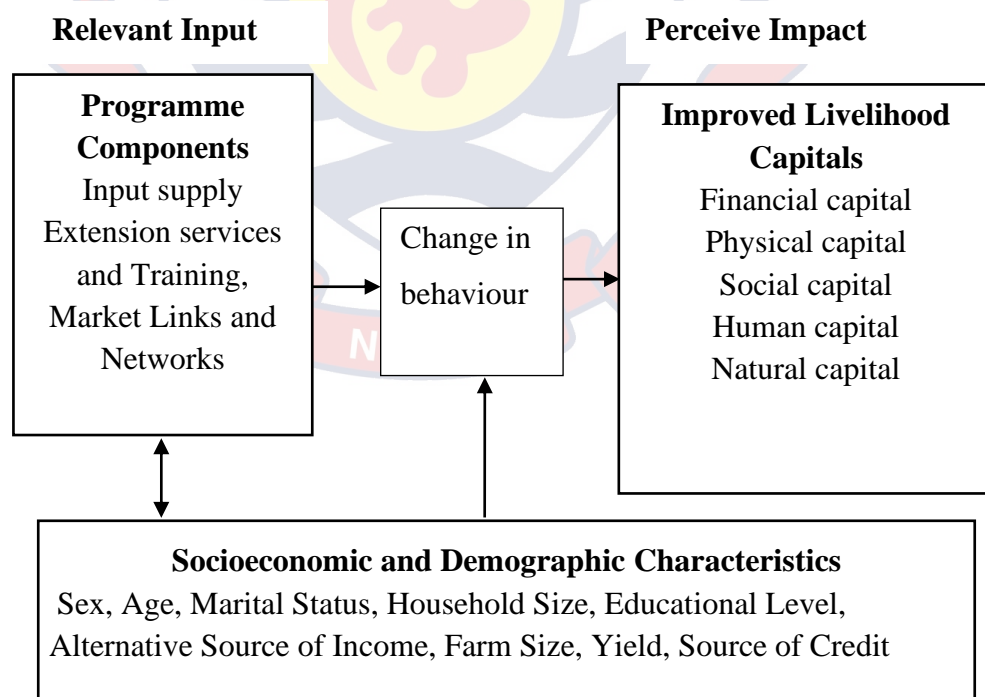 Relevant Input
Perceive Impact
Programme
Components
Input supply
Extension services
and Training,
Market Links and
Networks
Change in
behaviour
Improved Livelihood
Capitals
Financial capital
Physical capital
Social capital
Human capital
Natural capital
Socioeconomic and Demographic Characteristics
Sex, Age, Marital Status, Household Size, Educational Level,
Alternative Source of Income, Farm Size, Yield, Source of Credit